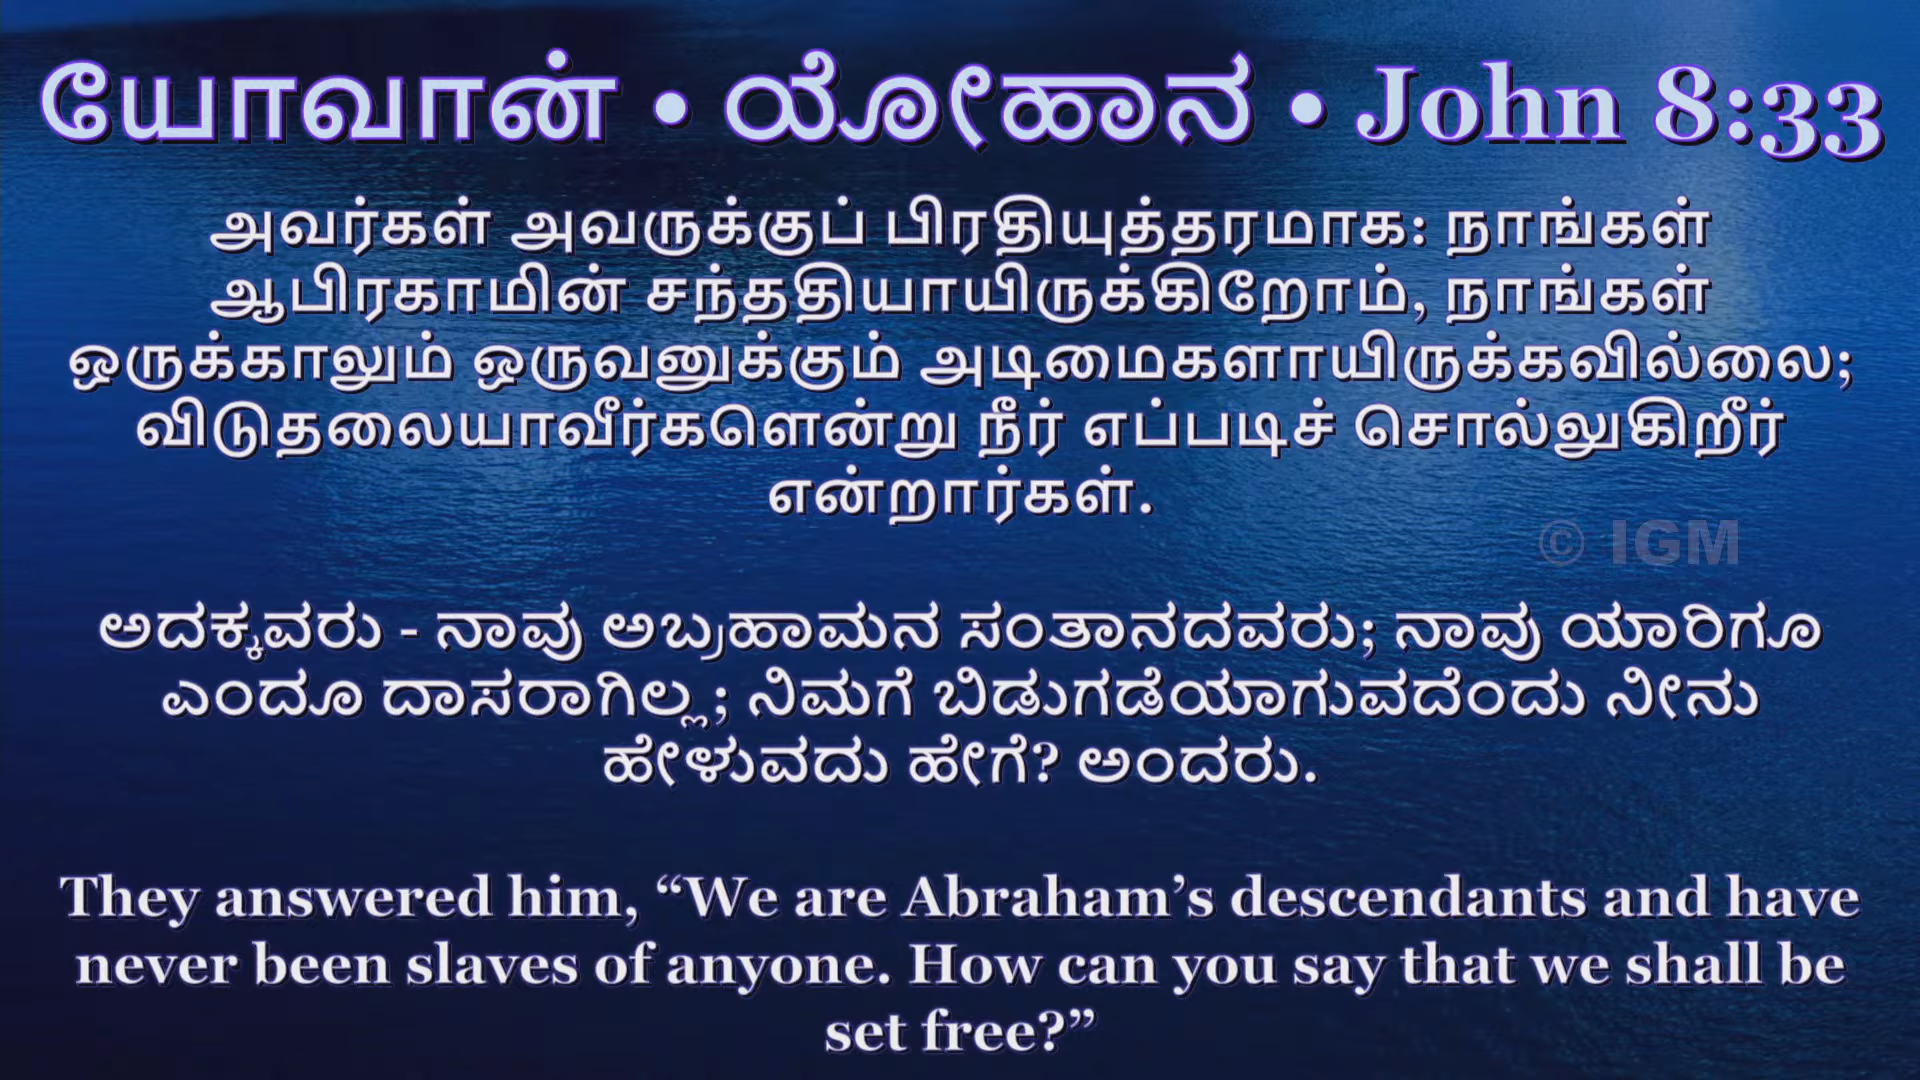 யோவான் • ಯೋಹಾನ • John 8:33
அவர்கள் அவருக்குப் பிரதியுத்தரமாக: நாங்கள்
ஆபிரகாமின் சந்ததியாயிருக்கிறோம், நாங்கள்
ஒருக்காலும் ஒருவனுக்கும் அடிமைகளாயிருக்கவில்லை;
விடுதலையாவீர்களென்று நீர் எப்படிச் சொல்லுகிறீர்
என்றார்கள்.
© IGM
ಅದಕ್ಕವರು - ನಾವು ಅಬ್ರಹಾಮನ ಸಂತಾನದವರು; ನಾವು ಯಾರಿಗೂ
ಎಂದೂ ದಾಸರಾಗಿಲ್ಲ; ನಿಮಗೆ ಬಿಡುಗಡೆಯಾಗುವದೆಂದು ನೀನು
ಹೇಳುವದು ಹೇಗೆ? ಅಂದರು.
They answered him, “We are Abraham’s descendants and have
never been slaves of anyone. How can you say that we shall be
set free?”